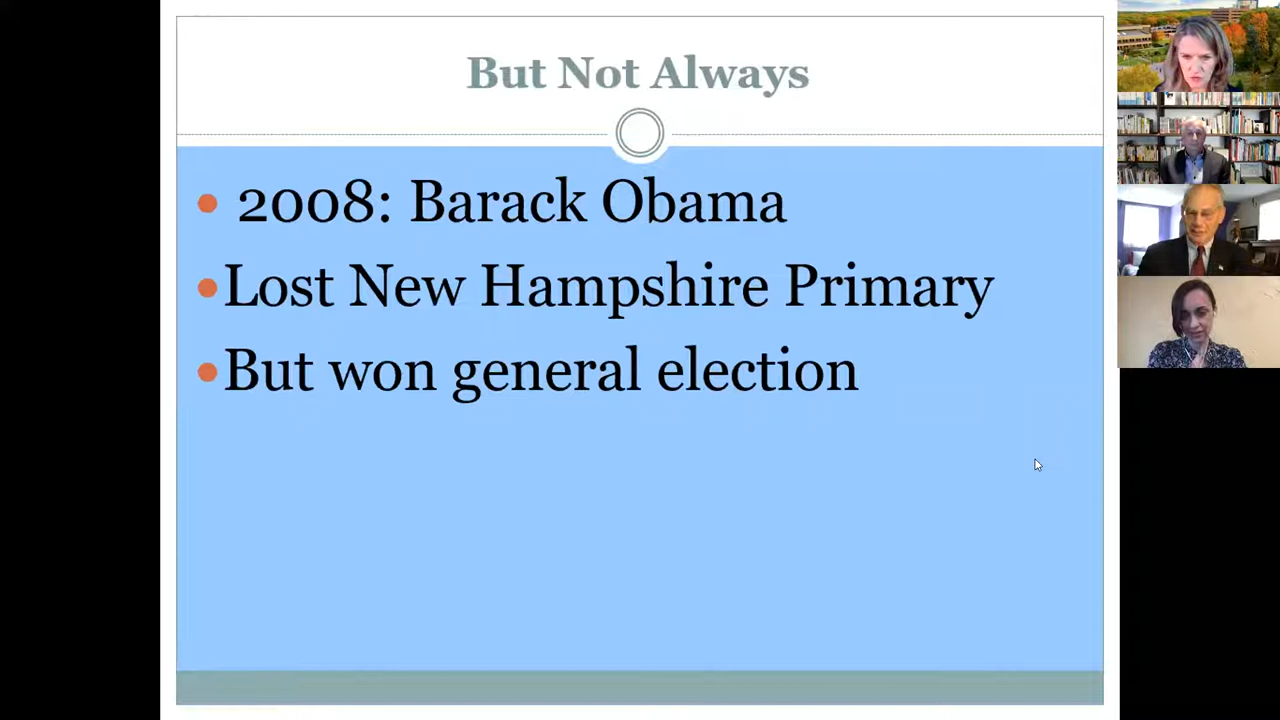 But Not Always
• 2008: Barack Obama
• Lost New Hampshire Primary
• But won general election